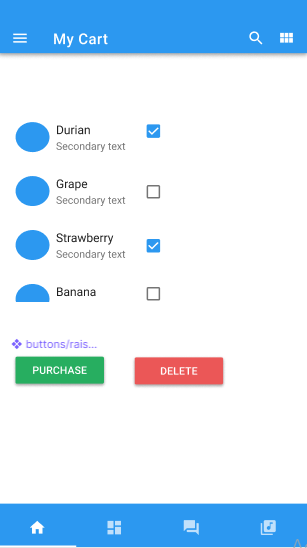 My Cart
Durian
Secondary text
Grape
Secondary text
Strawberry
Secondary text
Banana
buttons/rais...
PURCHASE
DELETE